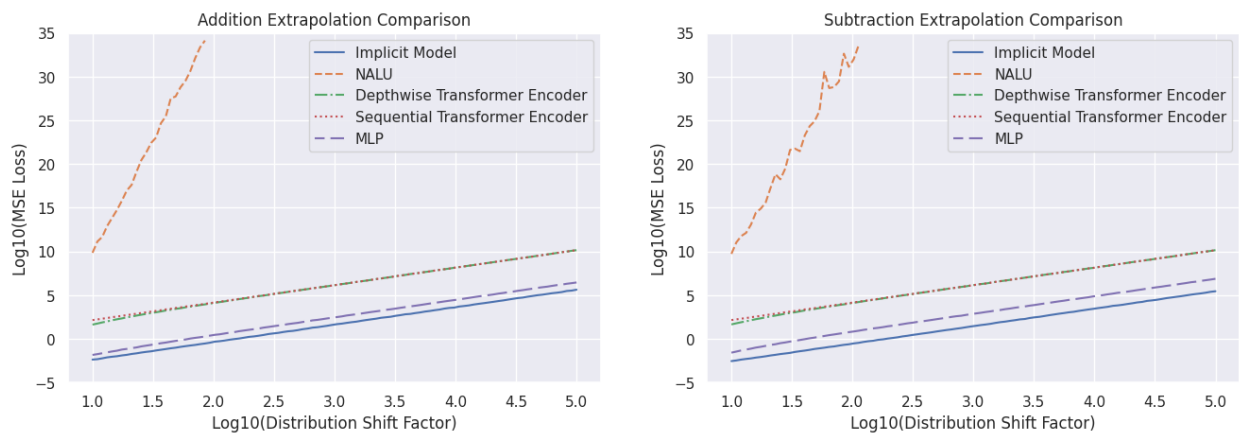 Addition Extrapolation Comparison
35
30
25
20
15
10
5
0
−5
Log10(MSE Loss)
Implicit Model
NALU
Depthwise Transformer Encoder
Sequential Transformer Encoder
MLP
1.0 1.5 2.0 2.5 3.0 3.5 4.0 4.5 5.0
Log10(Distribution Shift Factor)
Subtraction Extrapolation Comparison
35
30
25
20
15
10
5
0
−5
Log10(MSE Loss)
Implicit Model
NALU
Depthwise Transformer Encoder
Sequential Transformer Encoder
MLP
1.0 1.5 2.0 2.5 3.0 3.5 4.0 4.5 5.0
Log10(Distribution Shift Factor)